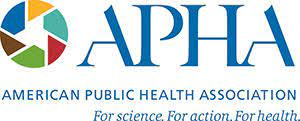 APHA
AMERICAN PUBLIC HEALTH ASSOCIATION
For science. For action. For health.